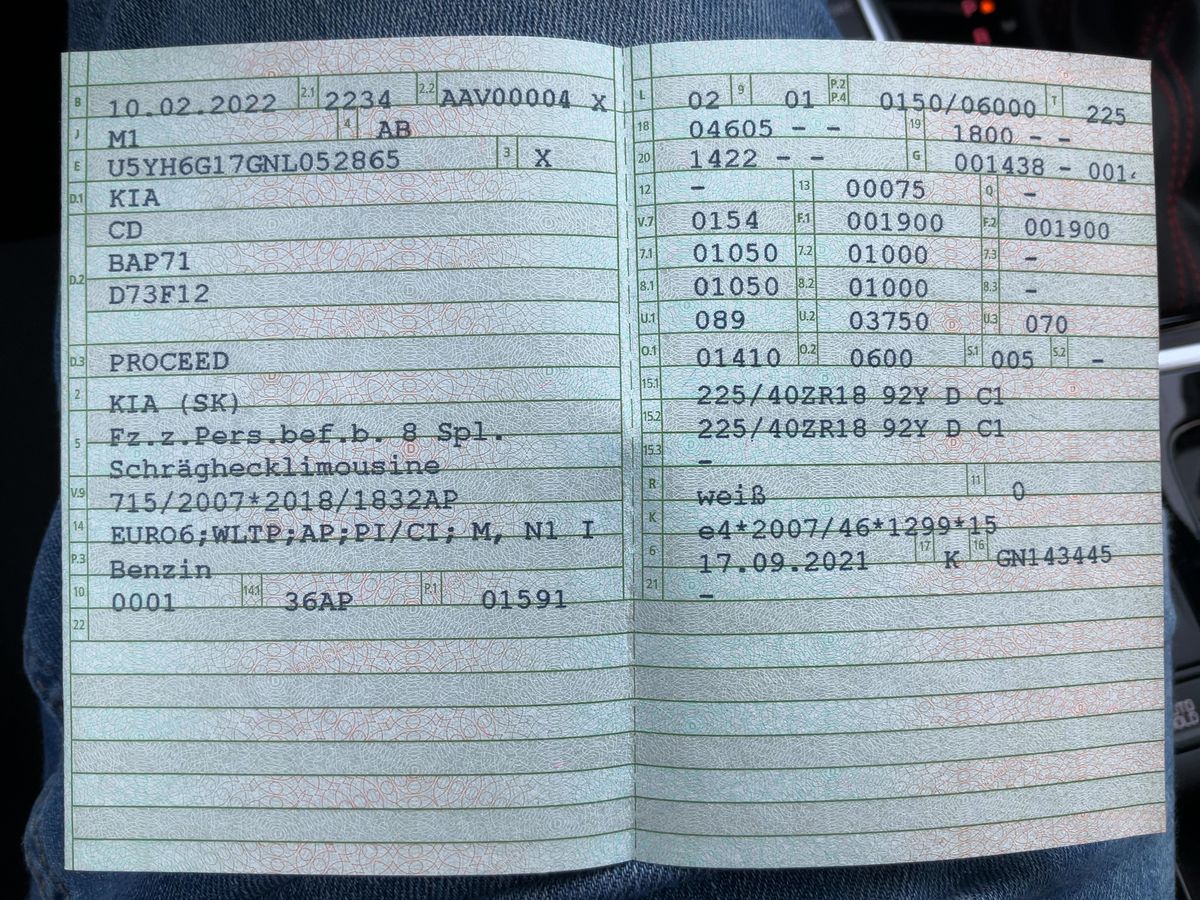 B 10.02.2022 2.1 2234 2.2 AAV00004 X
J M1 4 AB
E U5YH6G17GNL052865 3 X
D.1 KIA
CD
D.2 BAP71
D73F12
D.3 PROCEED
2 KIA (SK)
5 Fz.z.Pers.bef.b. 8 Spl.
Schräghecklimousine
V.9 715/2007*2018/1832AP
14 EURO6;WLTP;AP;PI/CI; M, N1 I
P.3 Benzin
10 0001 14.1 36AP P.1 01591
22
L 02 9 01 P.2 P.4 0150/06000 T 225
18 04605 – – 19 1800 – –
20 1422 – – G 001438 – 001
12 – 13 00075 Q –
V.7 0154 F.1 001900 F.2 001900
7.1 01050 7.2 01000 7.3 –
8.1 01050 8.2 01000 8.3 –
U.1 089 U.2 03750 U.3 070
O.1 01410 O.2 0600 S.1 005 S.2 –
15.1 225/40ZR18 92Y D C1
15.2 225/40ZR18 92Y D C1
15.3 –
R weiß 11 0
K e4*2007/46*1299*15
6 17.09.2021 17 K 16 GN143445
21 –